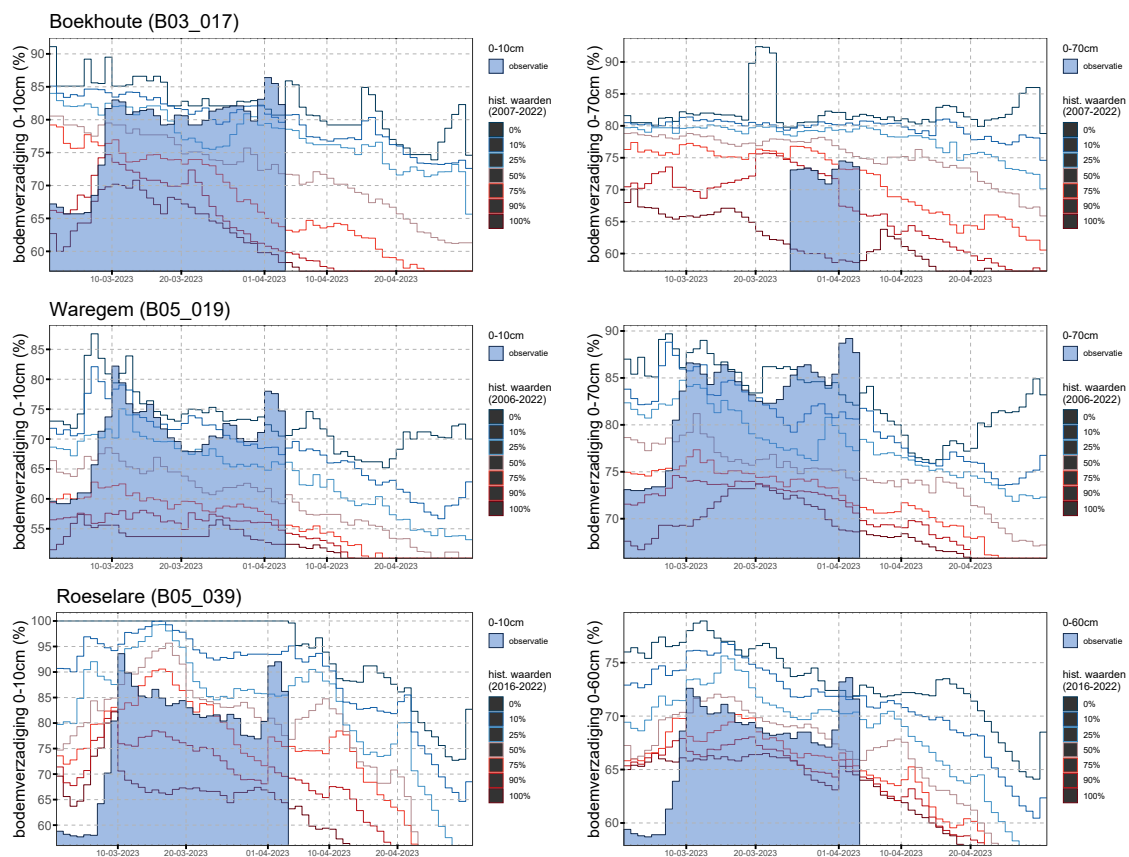 Boekhoute (B03_017)
bodemverzadiging 0-10cm (%)
90
85
80
75
70
65
60
10-03-2023 20-03-2023 01-04-2023 10-04-2023 20-04-2023
0-10cm
observatie
hist. waarden
(2007-2022)
0%
10%
25%
50%
75%
90%
100%
bodemverzadiging 0-70cm (%)
90
85
80
75
70
65
60
10-03-2023 20-03-2023 01-04-2023 10-04-2023 20-04-2023
0-70cm
observatie
hist. waarden
(2007-2022)
0%
10%
25%
50%
75%
90%
100%
Waregem (B05_019)
bodemverzadiging 0-10cm (%)
85
80
75
70
65
60
55
10-03-2023 20-03-2023 01-04-2023 10-04-2023 20-04-2023
0-10cm
observatie
hist. waarden
(2006-2022)
0%
10%
25%
50%
75%
90%
100%
bodemverzadiging 0-70cm (%)
90
85
80
75
70
10-03-2023 20-03-2023 01-04-2023 10-04-2023 20-04-2023
0-70cm
observatie
hist. waarden
(2006-2022)
0%
10%
25%
50%
75%
90%
100%
Roeselare (B05_039)
bodemverzadiging 0-10cm (%)
100
95
90
85
80
75
70
65
60
10-03-2023 20-03-2023 01-04-2023 10-04-2023 20-04-2023
0-10cm
observatie
hist. waarden
(2016-2022)
0%
10%
25%
50%
75%
90%
100%
bodemverzadiging 0-60cm (%)
75
70
65
60
10-03-2023 20-03-2023 01-04-2023 10-04-2023 20-04-2023
0-60cm
observatie
hist. waarden
(2016-2022)
0%
10%
25%
50%
75%
90%
100%